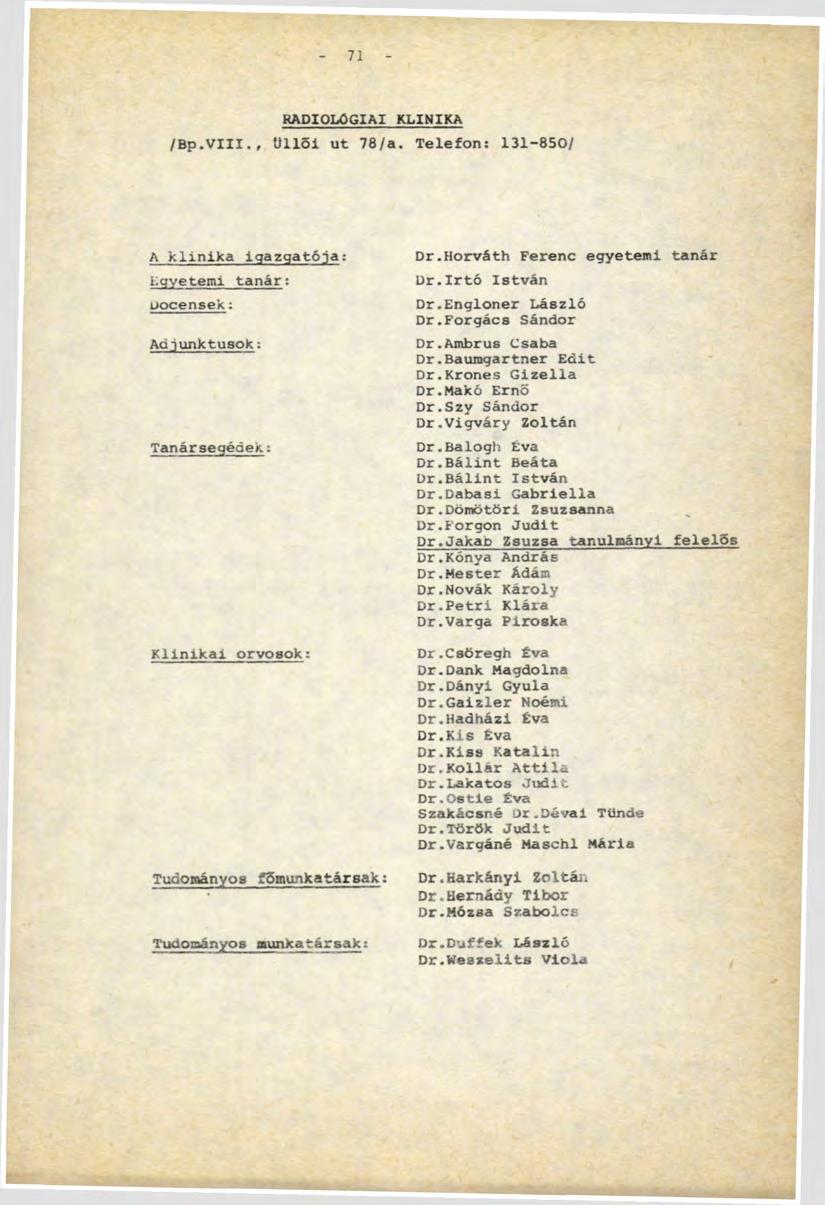 - 71 -
RADIOLÓGIAI KLINIKA
/Bp.VIII., Üllõi ut 78/a. Telefon: 131-850/
A klinika igazgatója: Dr.Horváth Ferenc egyetemi tanár
Egyetemi tanár: Dr.Irtó István
Docensek: Dr.Engloner László
Dr.Forgács Sándor
Adjunktusok: Dr.Ambrus Csaba
Dr.Baumgartner Edit
Dr.Krones Gizella
Dr.Makó Ernõ
Dr.Szy Sándor
Dr.Vigváry Zoltán
Tanársegédek: Dr.Balogh Éva
Dr.Bálint Beáta
Dr.Bálint István
Dr.Dabasi Gabriella
Dr.Dömötöri Zsuzsanna
Dr.Forgon Judit
Dr.Jakab Zsuzsa tanulmányi felelõs
Dr.Kónya András
Dr.Mester Ádám
Dr.Novák Károly
Dr.Petri Klára
Dr.Varga Piroska
Klinikai orvosok: Dr.Csöregh Éva
Dr.Dank Magdolna
Dr.Dányi Gyula
Dr.Gaizler Noémi
Dr.Hadházi Éva
Dr.Kis Éva
Dr.Kiss Katalin
Dr.Kollár Attila
Dr.Lakatos Judit
Dr.Ostie Éva
Szakácsné Dr.Dévai Tünde
Dr.Török Judit
Dr.Vargáné Maschl Mária
Tudományos fõmunkatársak: Dr.Harkányi Zoltán
Dr.Hernády Tibor
Dr.Mózsa Szabolcs
Tudományos munkatársak: Dr.Duffek László
Dr.Weszelits Viola